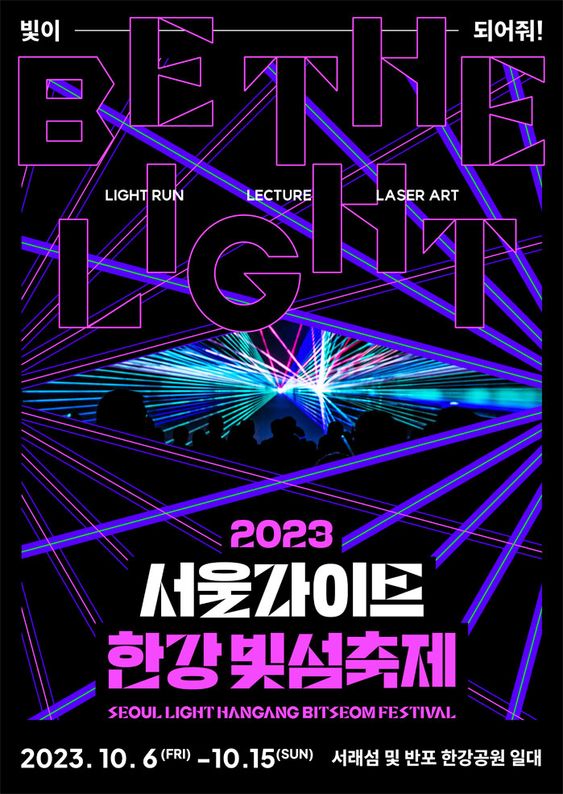 빛이 되어줘!
BE THE
LIGHT RUN LECTURE LASER ART
LIGHT
2023
서울라이트
한강 빛섬축제
SEOUL LIGHT HANGANG BITSEOM FESTIVAL
2023.10.6(FRI) -10.15(SUN) 서래섬 및 반포 한강공원 일대